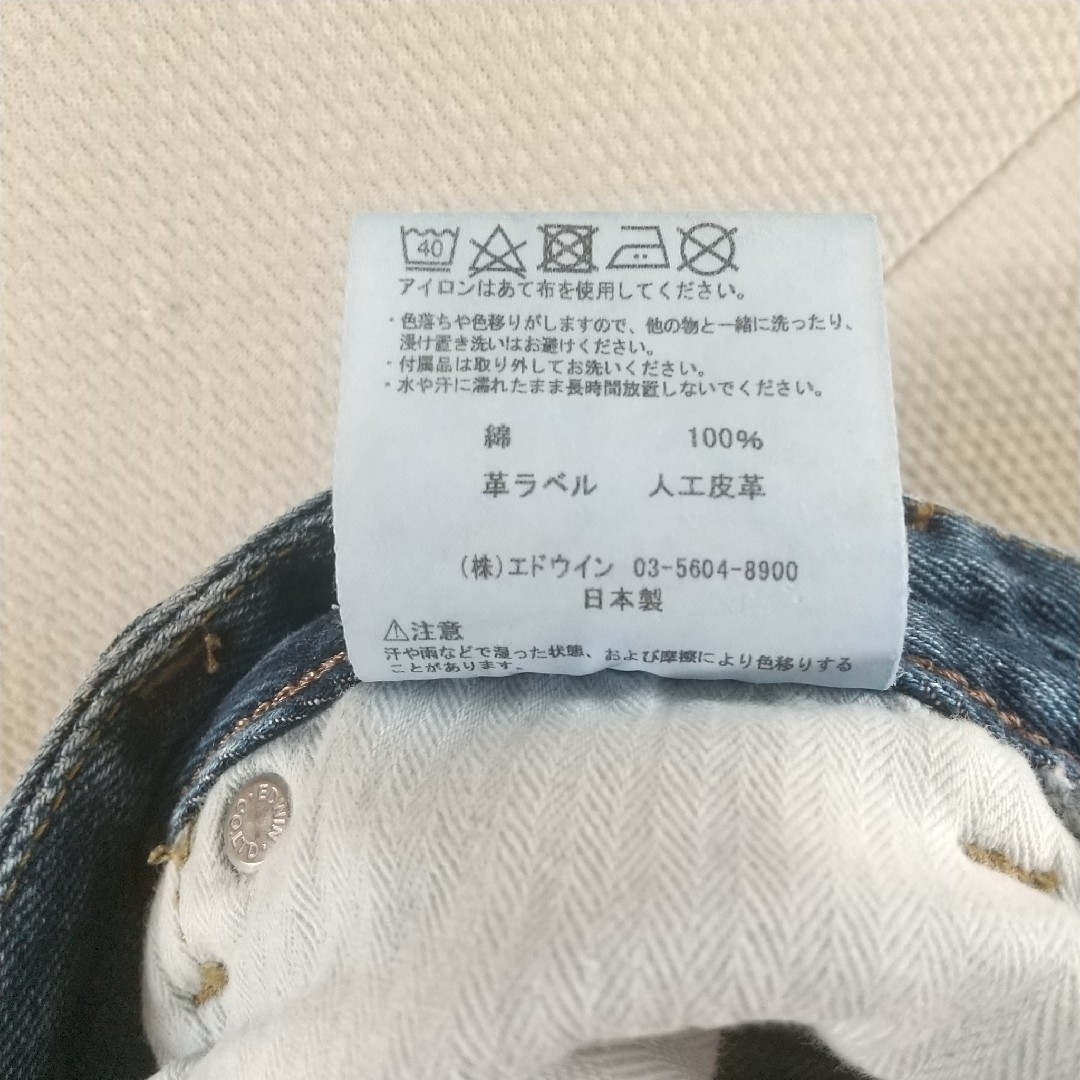 40
アイロンはあて布を使用してください。
・色落ちや色移りがしますので、他の物と一緒に洗ったり、
浸け置き洗いはお避けください。
・付属品は取り外してお洗いください。
・水や汗に濡れたまま長時間放置しないでください。
綿 100%
革ラベル 人工皮革
(株)エドウイン 03-5604-8900
日本製
⚠注意
汗や雨などで湿った状態、および摩擦により色移りする
ことがあります。
EDWIN・CO.LTD・